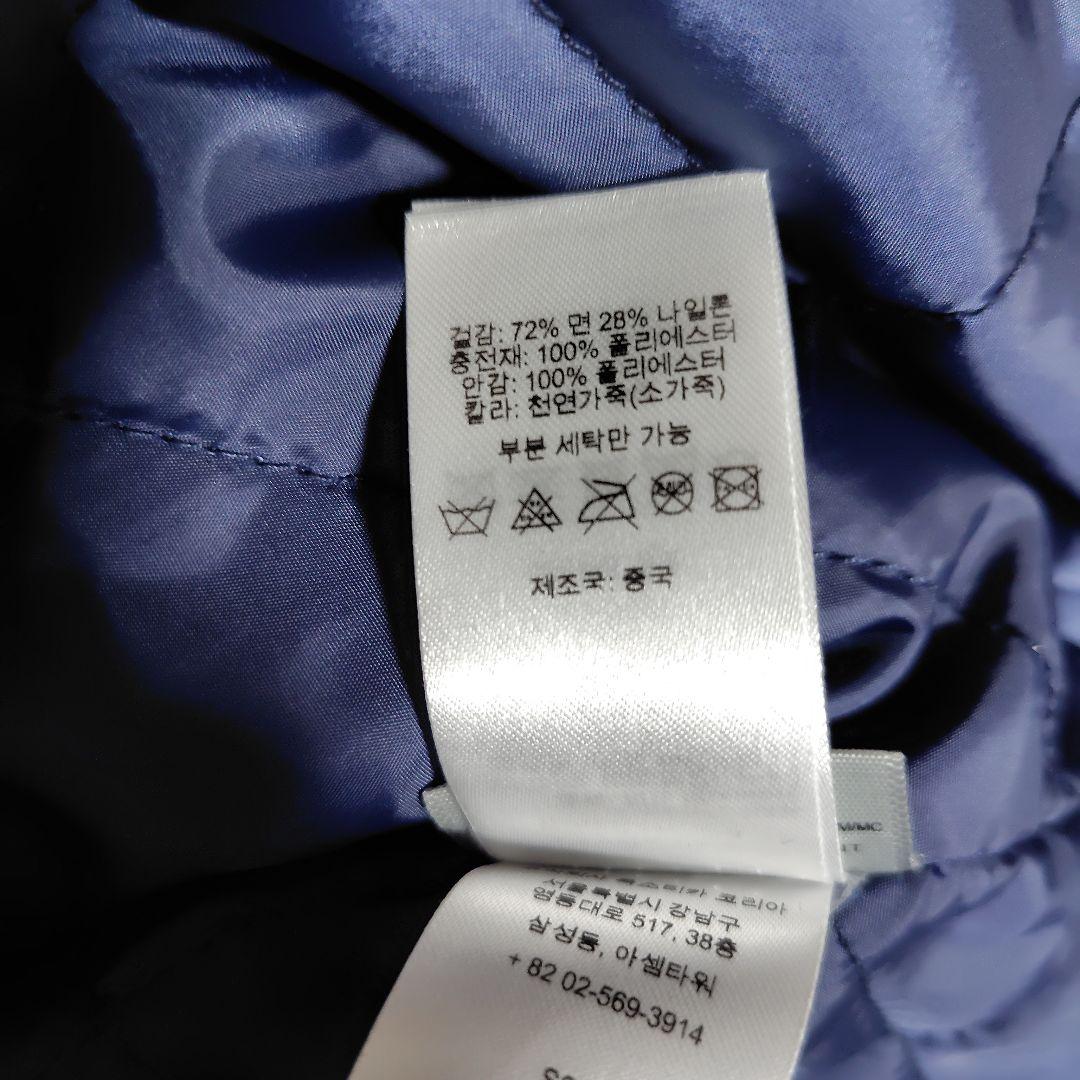 겉감: 72% 면 28% 나일론
충전재: 100% 폴리에스터
안감: 100% 폴리에스터
칼라: 천연가죽(소가죽)
부분 세탁만 가능
제조국: 중국
코리아
서울특별시 강남구
영동대로 517, 38층
삼성동, 아셈타워
+ 82 02-569-3914